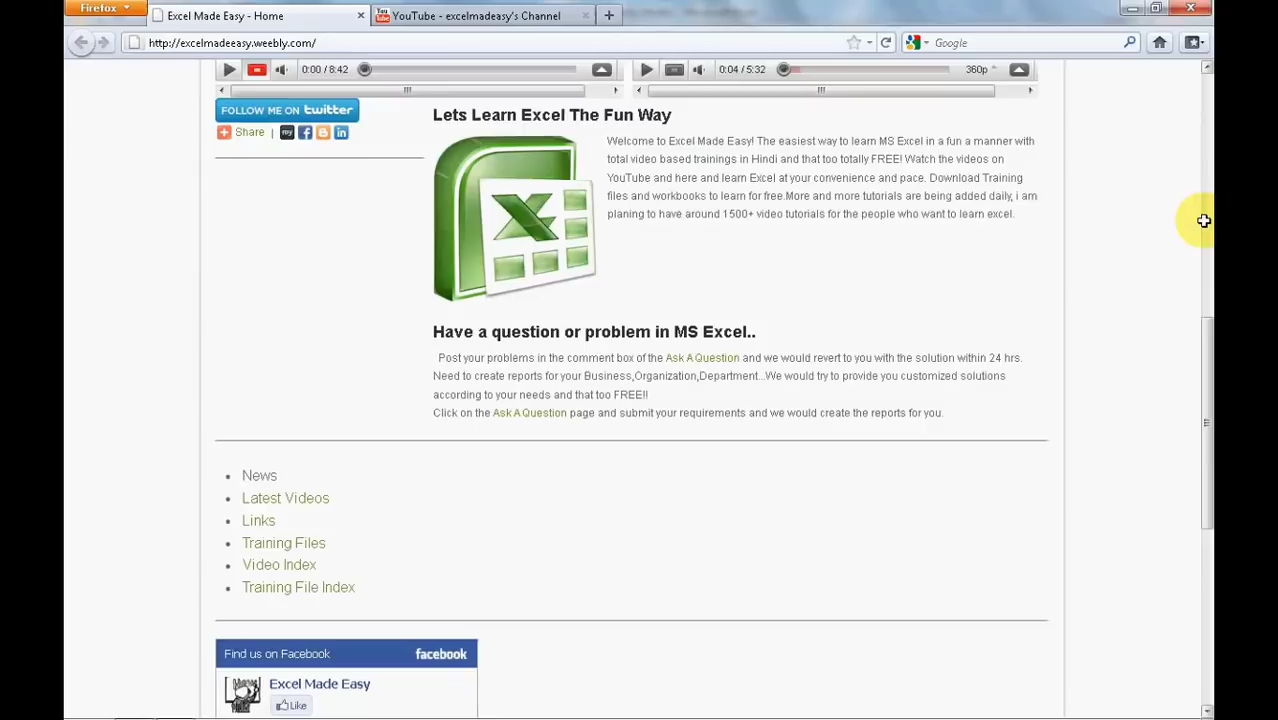 Firefox
Excel Made Easy - Home
YouTube - excelmadeasy's Channel
http://excelmadeeasy.weebly.com/
Google
0:00 / 8:42
0:04 / 5:32
360p
FOLLOW ME ON twitter
Share |
Lets Learn Excel The Fun Way
Welcome to Excel Made Easy! The easiest way to learn MS Excel in a fun a manner with
total video based trainings in Hindi and that too totally FREE! Watch the videos on
YouTube and here and learn Excel at your convenience and pace. Download Training
files and workbooks to learn for free.More and more tutorials are being added daily, i am
planing to have around 1500+ video tutorials for the people who want to learn excel.
Have a question or problem in MS Excel..
Post your problems in the comment box of the Ask A Question and we would revert to you with the solution within 24 hrs.
Need to create reports for your Business,Organization,Department...We would try to provide you customized solutions
according to your needs and that too FREE!!
Click on the Ask A Question page and submit your requirements and we would create the reports for you.
News
Latest Videos
Links
Training Files
Video Index
Training File Index
Find us on Facebook
facebook
Excel Made Easy
Like